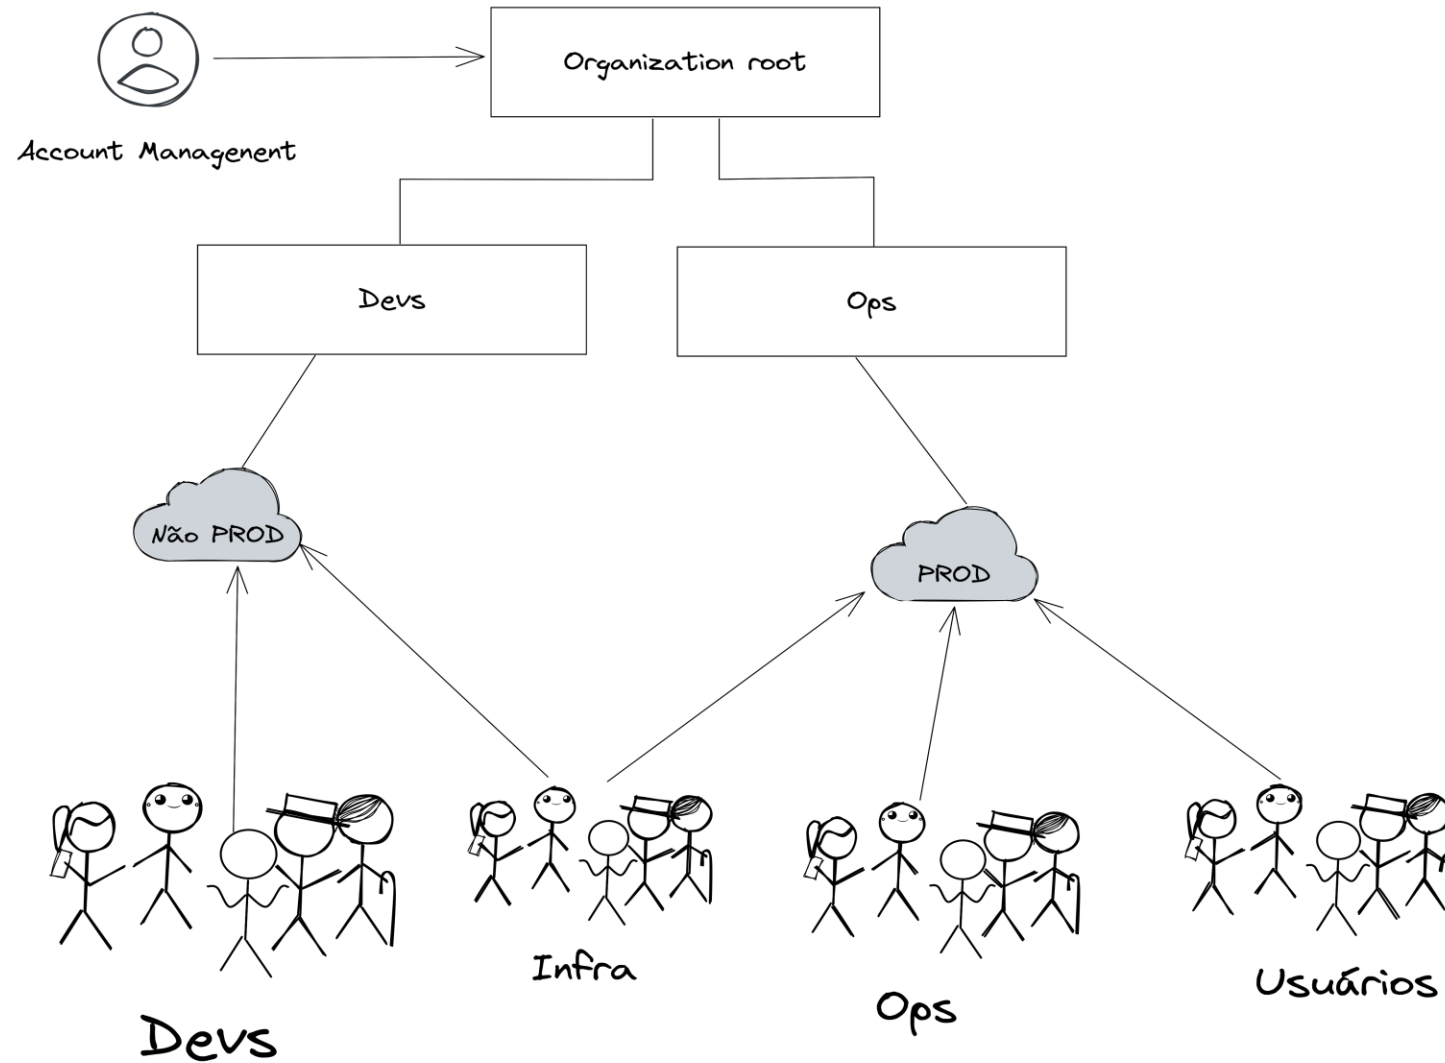 Organization root
Account Managenent
Devs
Ops
Não PROD
PROD
Infra
Usuários
Ops
Devs